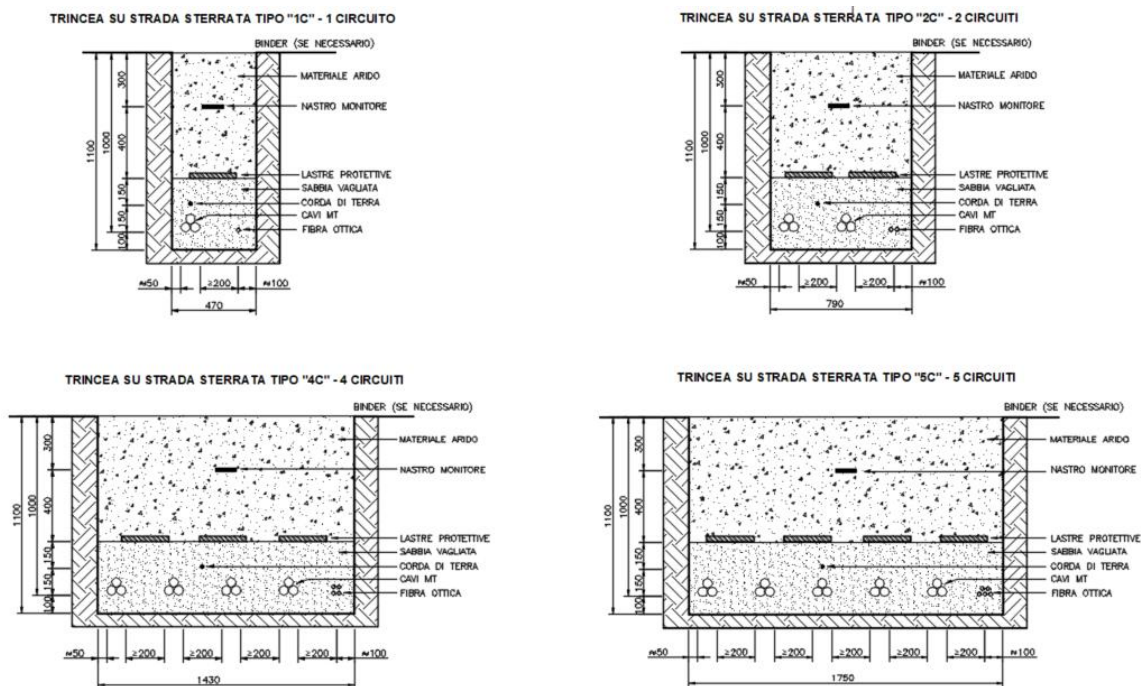 TRINCEA SU STRADA STERRATA TIPO "1C" - 1 CIRCUITO
BINDER (SE NECESSARIO)
MATERIALE ARIDO
NASTRO MONITORE
LASTRE PROTETTIVE
SABBIA VAGLIATA
CORDA DI TERRA
CAVI MT
FIBRA OTTICA
1100
1000
300
400
150
150
100
≈50
≥200
≈100
470
TRINCEA SU STRADA STERRATA TIPO "2C" - 2 CIRCUITI
BINDER (SE NECESSARIO)
MATERIALE ARIDO
NASTRO MONITORE
LASTRE PROTETTIVE
SABBIA VAGLIATA
CORDA DI TERRA
CAVI MT
FIBRA OTTICA
1100
1000
300
400
150
150
100
≈50
≥200
≥200
≈100
790
TRINCEA SU STRADA STERRATA TIPO "4C" - 4 CIRCUITI
BINDER (SE NECESSARIO)
MATERIALE ARIDO
NASTRO MONITORE
LASTRE PROTETTIVE
SABBIA VAGLIATA
CORDA DI TERRA
CAVI MT
FIBRA OTTICA
1100
1000
300
400
150
150
100
≈50
≥200
≥200
≥200
≥200
≈100
1430
TRINCEA SU STRADA STERRATA TIPO "5C" - 5 CIRCUITI
BINDER (SE NECESSARIO)
MATERIALE ARIDO
NASTRO MONITORE
LASTRE PROTETTIVE
SABBIA VAGLIATA
CORDA DI TERRA
CAVI MT
FIBRA OTTICA
1100
1000
300
400
150
150
100
≈50
≥200
≥200
≥200
≥200
≥200
≈100
1750